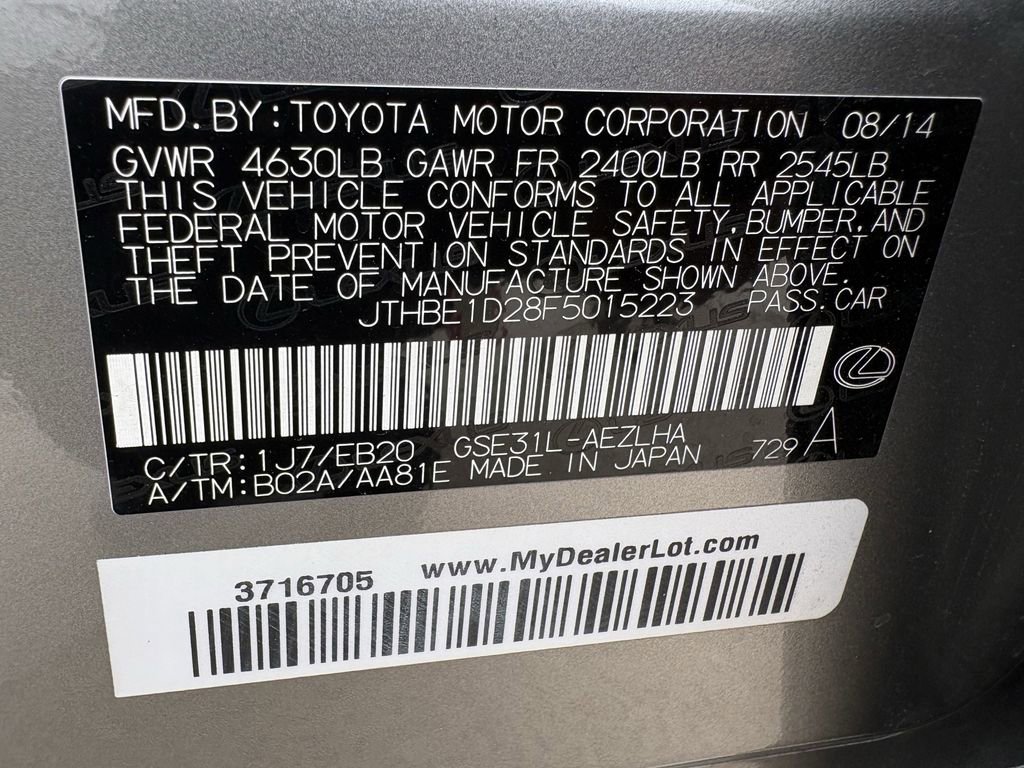 MFD.BY:TOYOTA MOTOR CORPORATION 08/14
GVWR 4630LB GAWR FR 2400LB RR 2545LB
THIS VEHICLE CONFORMS TO ALL APPLICABLE
FEDERAL MOTOR VEHICLE SAFETY,BUMPER,AND
THEFT PREVENTION STANDARDS IN EFFECT ON
THE DATE OF MANUFACTURE SHOWN ABOVE.
JTHBE1D28F5015223 PASS.CAR
C/TR:1J7/EB20 GSE31L-AEZLHA
A/TM:B02A/AA81E MADE IN JAPAN 729 A
3716705 www.MyDealerLot.com